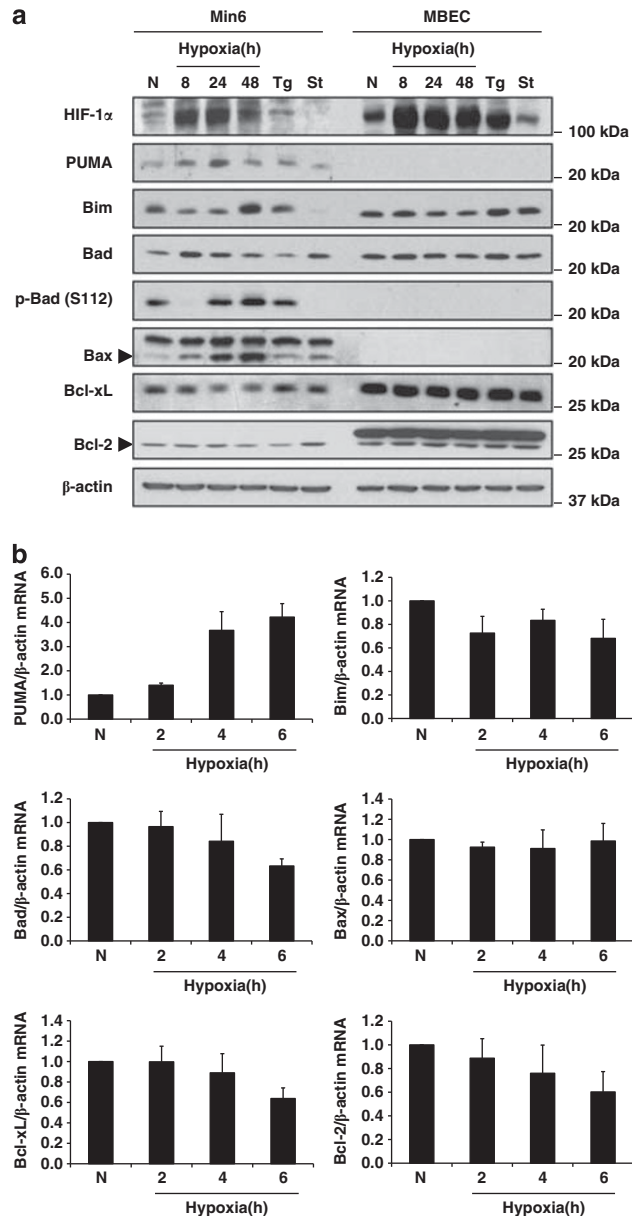 a
Min6 MBEC
Hypoxia(h) Hypoxia(h)
N 8 24 48 Tg St N 8 24 48 Tg St
HIF-1α
100 kDa
PUMA
20 kDa
Bim
20 kDa
Bad
20 kDa
p-Bad (S112)
Bax
20 kDa
Bcl-xL
25 kDa
Bcl-2
25 kDa
β-actin
37 kDa
b
PUMA/β-actin mRNA
6.0
5.0
4.0
3.0
2.0
1.0
0.0
N 2 4 6
Hypoxia(h)
Bim/β-actin mRNA
1.2
1.0
0.8
0.6
0.4
0.2
0.0
N 2 4 6
Hypoxia(h)
Bad/β-actin mRNA
1.2
1.0
0.8
0.6
0.4
0.2
0.0
N 2 4 6
Hypoxia(h)
Bax/β-actin mRNA
1.4
1.2
1.0
0.8
0.6
0.4
0.2
0.0
N 2 4 6
Hypoxia(h)
Bcl-xL/β-actin mRNA
1.4
1.2
1.0
0.8
0.6
0.4
0.2
0.0
N 2 4 6
Hypoxia(h)
Bcl-2/β-actin mRNA
1.2
1.0
0.8
0.6
0.4
0.2
0.0
N 2 4 6
Hypoxia(h)